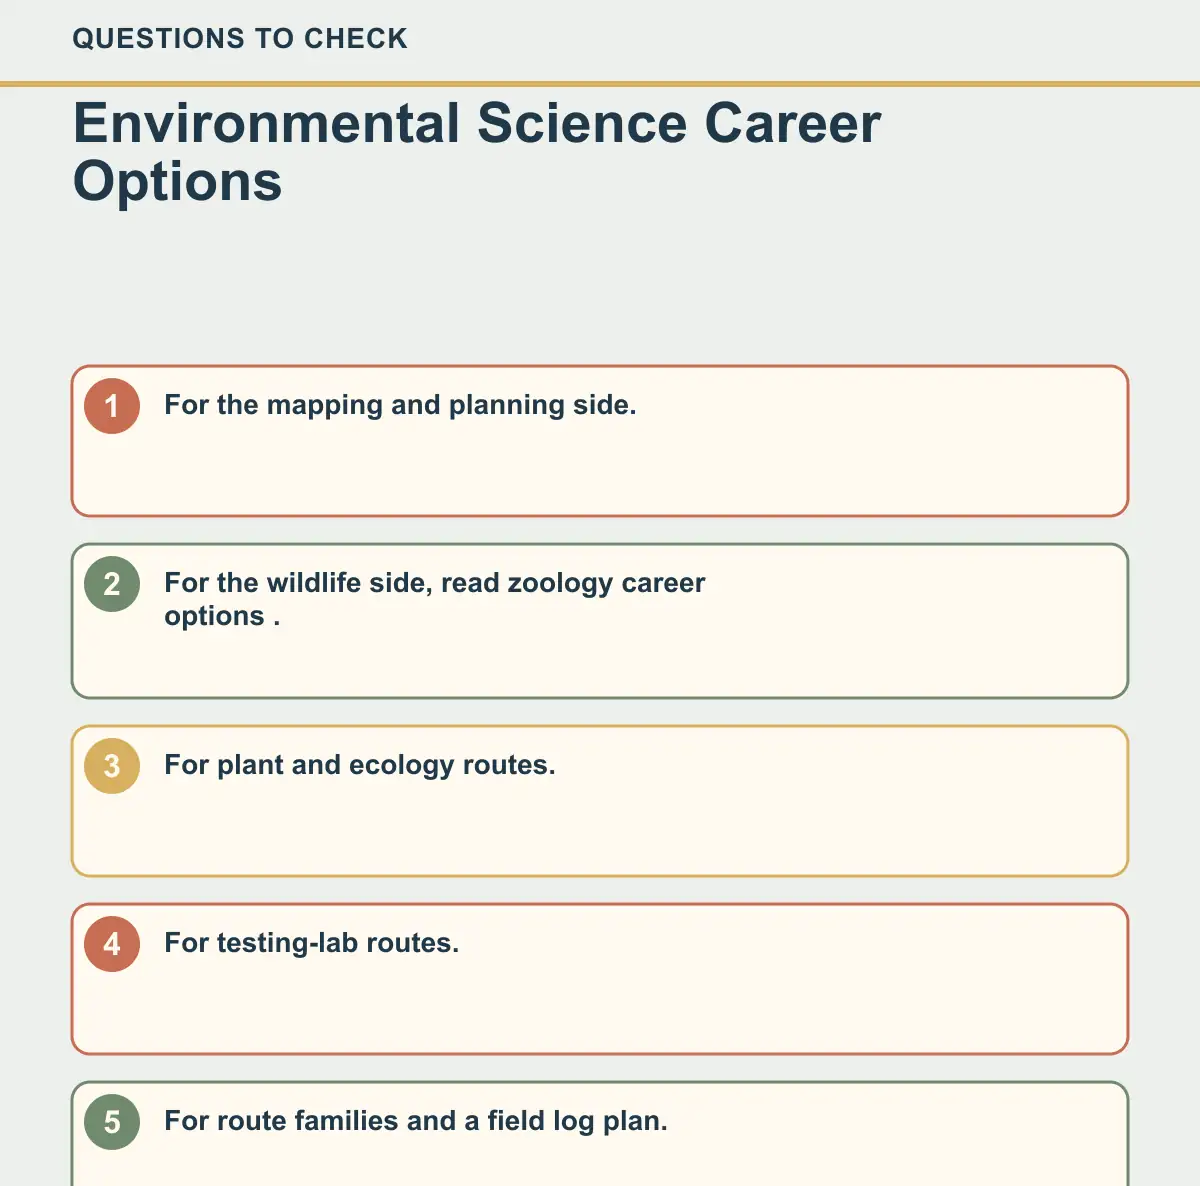 QUESTIONS TO CHECK
Environmental Science Career
Options
1
For the mapping and planning side.
2
For the wildlife side, read zoology career
options .
3
For plant and ecology routes.
4
For testing-lab routes.
5
For route families and a field log plan.